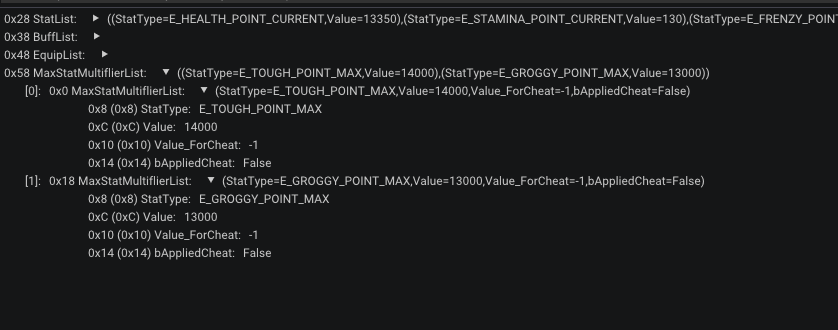 0x28 StatList: ▶ ((StatType=E_HEALTH_POINT_CURRENT,Value=13350),(StatType=E_STAMINA_POINT_CURRENT,Value=130),(StatType=E_FRENZY_POIN
0x38 BuffList: ▶
0x48 EquipList: ▶
0x58 MaxStatMultiflierList: ▼ ((StatType=E_TOUGH_POINT_MAX,Value=14000),(StatType=E_GROGGY_POINT_MAX,Value=13000))
[0]: 0x0 MaxStatMultiflierList: ▼ (StatType=E_TOUGH_POINT_MAX,Value=14000,Value_ForCheat=-1,bAppliedCheat=False)
0x8 (0x8) StatType: E_TOUGH_POINT_MAX
0xC (0xC) Value: 14000
0x10 (0x10) Value_ForCheat: -1
0x14 (0x14) bAppliedCheat: False
[1]: 0x18 MaxStatMultiflierList: ▼ (StatType=E_GROGGY_POINT_MAX,Value=13000,Value_ForCheat=-1,bAppliedCheat=False)
0x8 (0x8) StatType: E_GROGGY_POINT_MAX
0xC (0xC) Value: 13000
0x10 (0x10) Value_ForCheat: -1
0x14 (0x14) bAppliedCheat: False